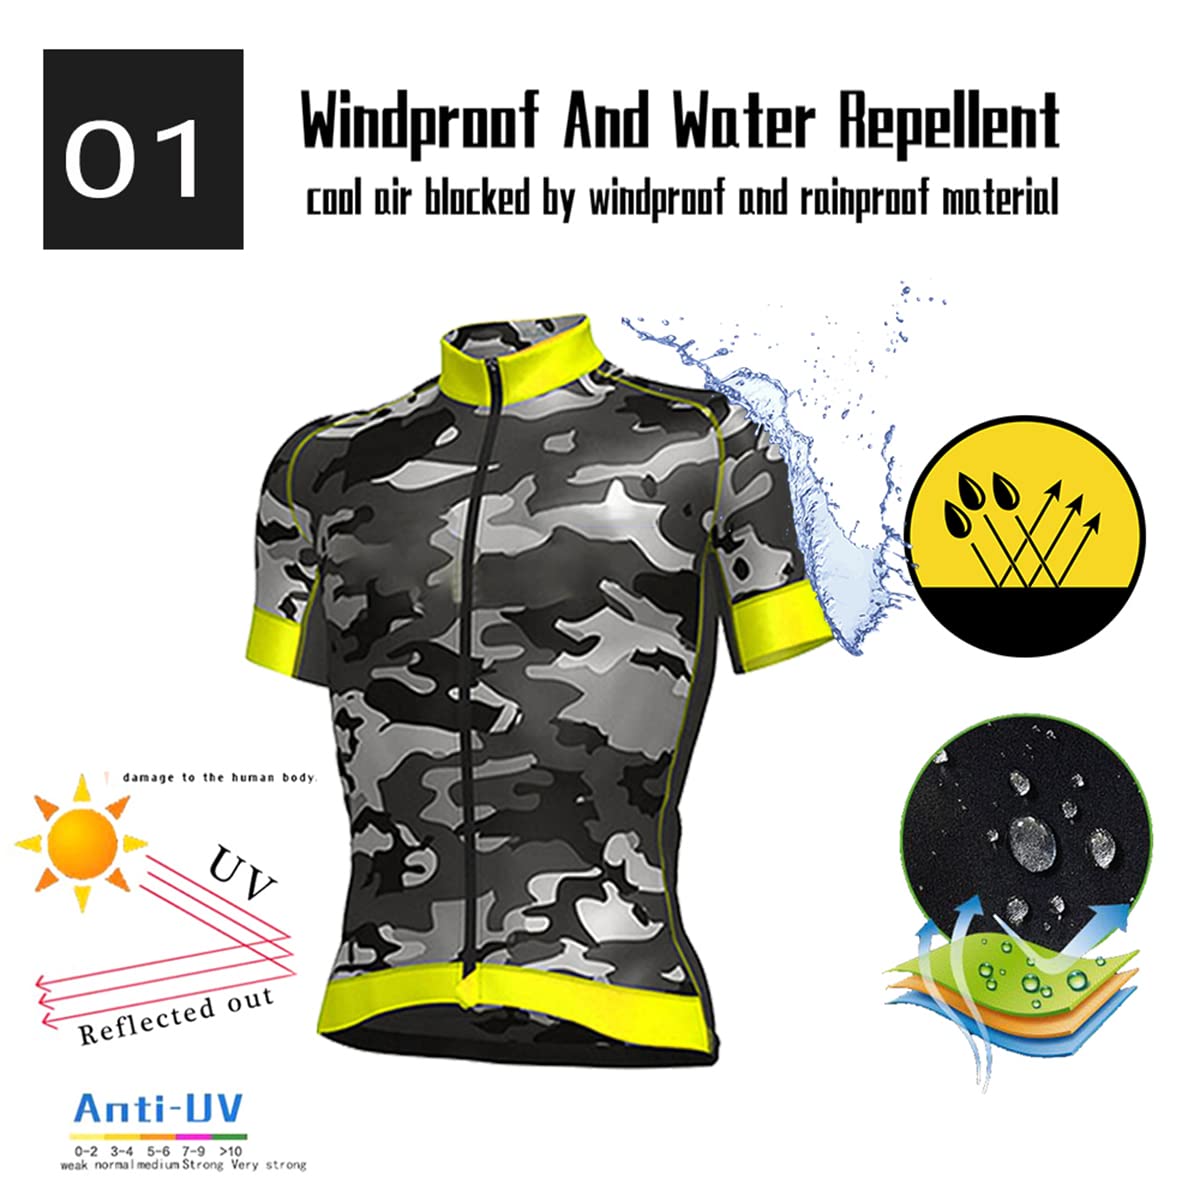 01
Windproof And Water Repellent
cool air blocked by windproof and rainproof material
damage to the human body.
UV
Reflected out
Anti-UV
0-2 3-4 5-6 7-9 >10
weak normal medium Strong Very strong